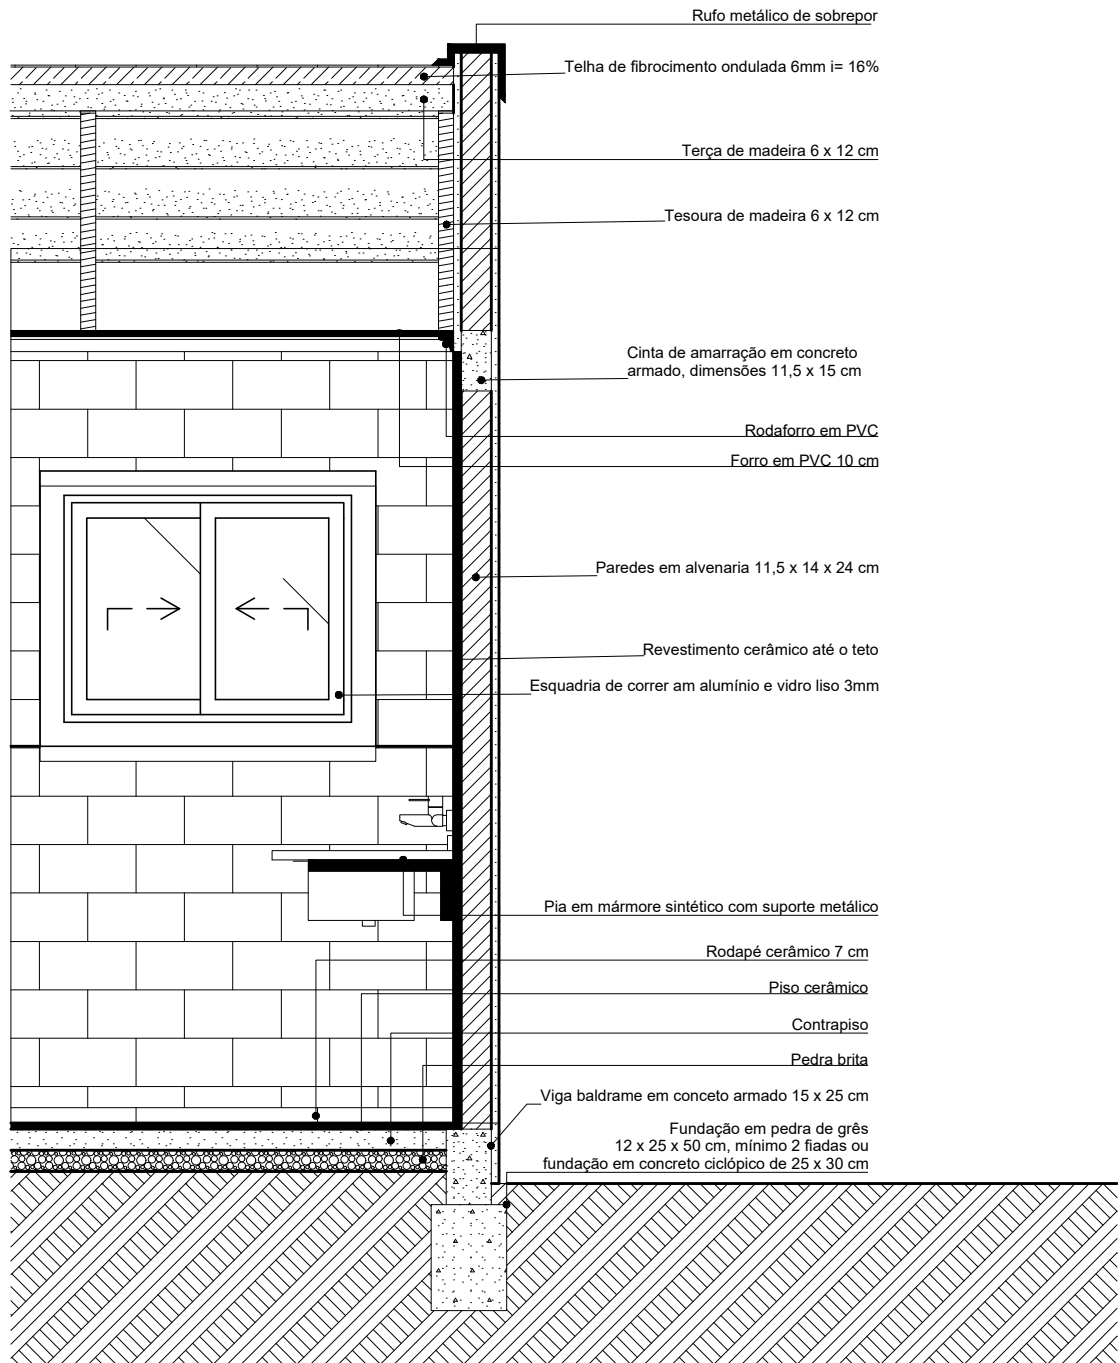 Rufo metálico de sobrepor
Telha de fibrocimento ondulada 6mm i= 16%
Terça de madeira 6 x 12 cm
Tesoura de madeira 6 x 12 cm
Cinta de amarração em concreto
armado, dimensões 11,5 x 15 cm
Rodaforro em PVC
Forro em PVC 10 cm
Paredes em alvenaria 11,5 x 14 x 24 cm
Revestimento cerâmico até o teto
Esquadria de correr am alumínio e vidro liso 3mm
Pia em mármore sintético com suporte metálico
Rodapé cerâmico 7 cm
Piso cerâmico
Contrapiso
Pedra brita
Viga baldrame em conceto armado 15 x 25 cm
Fundação em pedra de grês
12 x 25 x 50 cm, mínimo 2 fiadas ou
fundação em concreto ciclópico de 25 x 30 cm